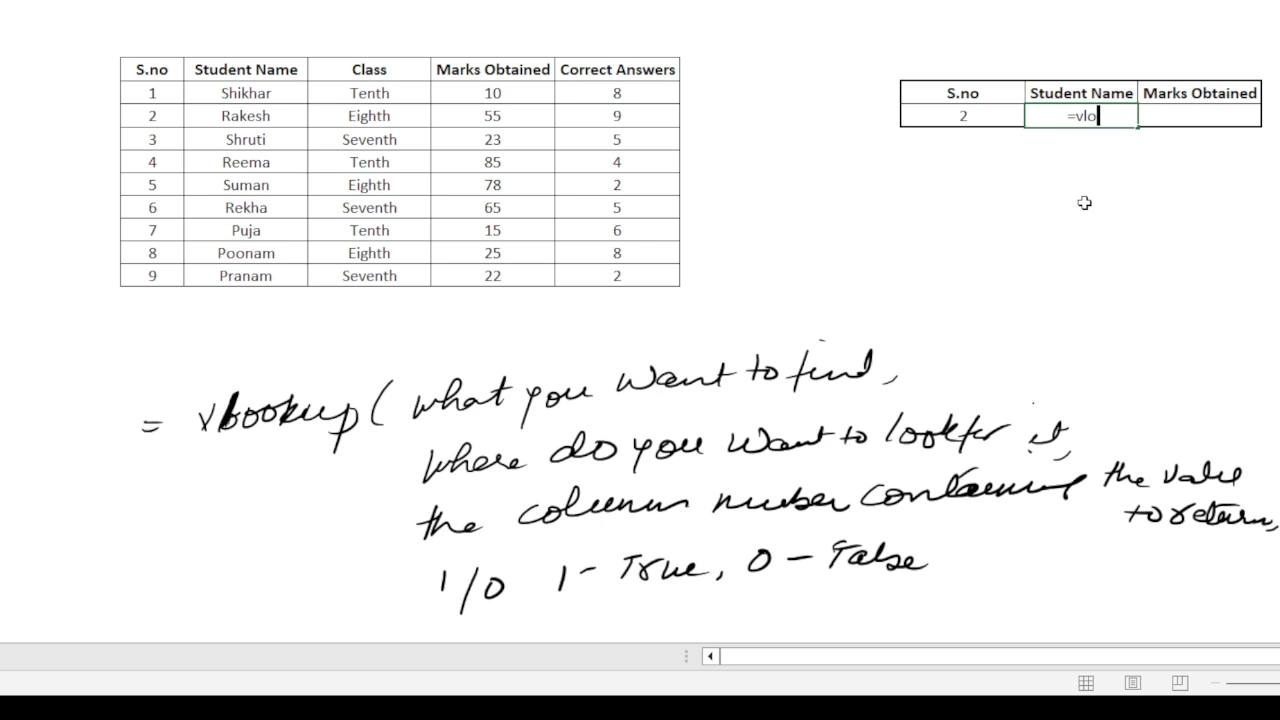 S.no Student Name Class Marks Obtained Correct Answers
1 Shikhar Tenth 10 8
2 Rakesh Eighth 55 9
3 Shruti Seventh 23 5
4 Reema Tenth 85 4
5 Suman Eighth 78 2
6 Rekha Seventh 65 5
7 Puja Tenth 15 6
8 Poonam Eighth 25 8
9 Pranam Seventh 22 2
S.no Student Name Marks Obtained
2 =vlo
= vlookup ( what you want to find,
where do you want to look for it,
the column number containing the value
to return,
1/0 1 - True, 0 - False